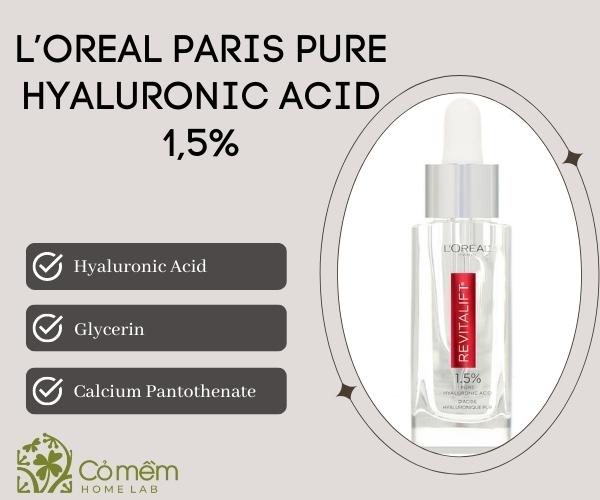 L'OREAL PARIS PURE
HYALURONIC ACID
1,5%
Hyaluronic Acid
Glycerin
Calcium Pantothenate
L'ORÉAL
PARIS
REVITALIFT
1.5%
PURE
HYALURONIC ACID
D'ACIDE
HYALURONIQUE PUR
Cỏ mềm
HOME LAB